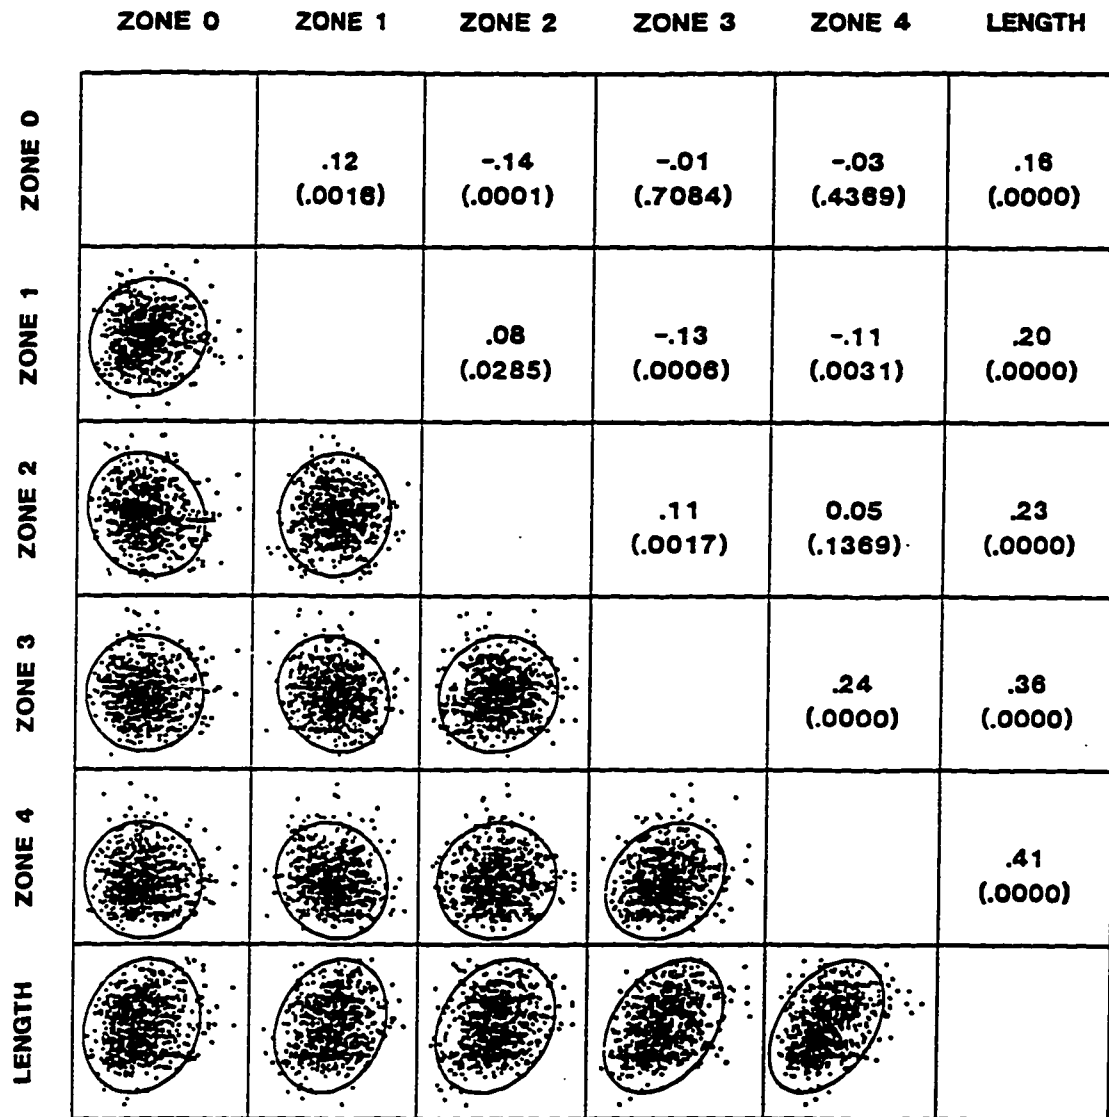 ZONE 0 ZONE 1 ZONE 2 ZONE 3 ZONE 4 LENGTH
ZONE 0
.12 -.14 -.01 -.03 .16
(.0016) (.0001) (.7084) (.4369) (.0000)
ZONE 1
.08 -.13 -.11 .20
(.0285) (.0006) (.0031) (.0000)
ZONE 2
.11 0.05 .23
(.0017) (.1369) (.0000)
ZONE 3
.24 .36
(.0000) (.0000)
ZONE 4
.41
(.0000)
LENGTH